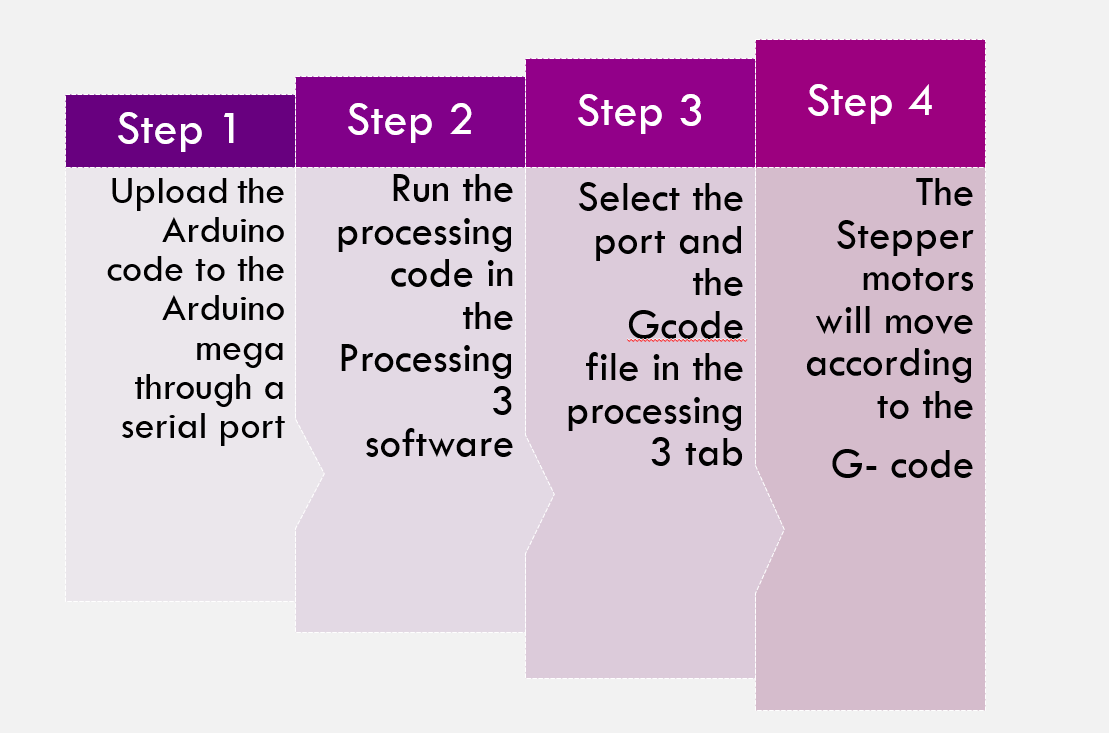 Step 1
Upload the
Arduino
code to the
Arduino
mega
through a
serial port
Step 2
Run the
processing
code in
the
Processing
3
software
Step 3
Select the
port and
the
Gcode
file in the
processing
3 tab
Step 4
The
Stepper
motors
will move
according
to the
G- code